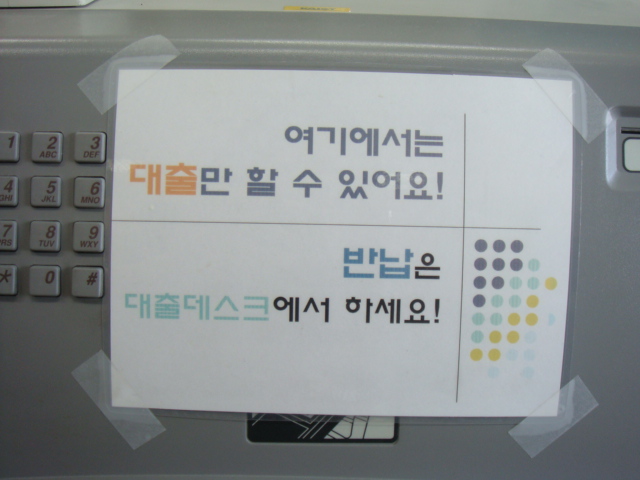 여기에서는
대출만 할 수 있어요!
반납은
대출데스크에서 하세요!
1 2 3
ABC DEF
4 5 6
GHI JKL MNO
7 8 9
PRS TUV WXY
* 0 #